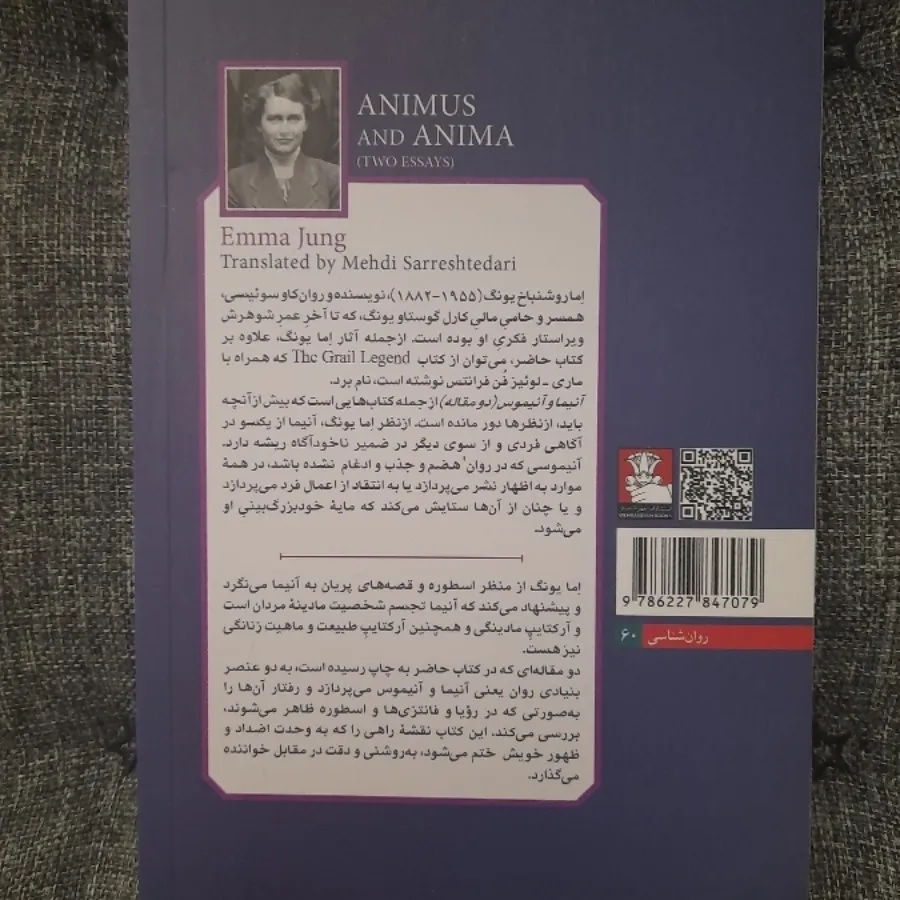 ANIMUS
AND ANIMA
(TWO ESSAYS)
Emma Jung
Translated by Mehdi Sarreshtedari
اِما روشنباخ یونگ (۱۹۵۵-۱۸۸۲)، نویسنده و روان‌کاو سوئیسی،
همسر و حامیِ مالیِ کارل گوستاو یونگ، که تا آخرِ عمرِ شوهرش
ویراستار فکریِ او بوده است. ازجمله آثار اِما یونگ، علاوه بر
کتاب حاضر، می‌توان از کتاب The Grail Legend که همراه با
ماری - لوئیز فُن فرانتس نوشته است، نام برد.
آنیما و آنیموس (دو مقاله) از جمله کتاب‌هایی است که بیش از آنچه
باید، از نظرها دور مانده است. ازنظرِ اِما یونگ، آنیما از یکسو در
آگاهی فردی و از سوی دیگر در ضمیر ناخودآگاه ریشه دارد.
آنیموسی که در روان هضم و جذب و ادغام نشده باشد، در همهٔ
موارد به اظهار نشر می‌پردازد یا به انتقاد از اعمال فرد می‌پردازد
و یا چنان از آن‌ها ستایش می‌کند که مایهٔ خودبزرگ‌بینیِ او
می‌شود.
اِما یونگ از منظر اسطوره و قصه‌های پریان به آنیما می‌نگرد
و پیشنهاد می‌کند که آنیما تجسم شخصیت مادینهٔ مردان است
و آرکتایپ مادینگی و همچنین آرکتایپ طبیعت و ماهیت زنانگی
نیز هست.
دو مقاله‌ای که در کتاب حاضر به چاپ رسیده است، به دو عنصر
بنیادی روان یعنی آنیما و آنیموس می‌پردازد و رفتار آن‌ها را
به‌صورتی که در رؤیا و فانتزی‌ها و اسطوره ظاهر می‌شوند،
بررسی می‌کند. این کتاب نقشهٔ راهی را که به وحدت اضداد و
ظهور خویش ختم می‌شود، به‌روشنی و دقت در مقابل خواننده
می‌گذارد.
9 786227 847079
روان‌شناسی ۶۰